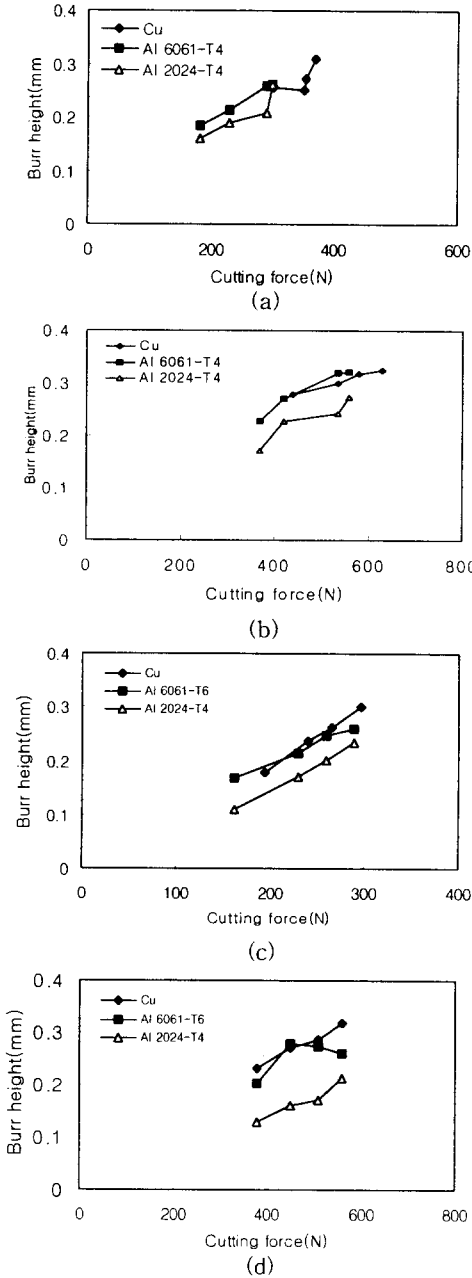 0.4
0.3
0.2
0.1
0
Burr height(mm
Cu
Al 6061-T4
Al 2024-T4
0 200 400 600
Cutting force(N)
(a)
0.4
0.3
0.2
0.1
0
Burr height(mm
Cu
Al 6061-T4
Al 2024-T4
0 200 400 600 800
Cutting force(N)
(b)
0.4
0.3
0.2
0.1
0
Burr height(mm)
Cu
Al 6061-T6
Al 2024-T4
0 100 200 300 400
Cutting force(N)
(c)
0.4
0.3
0.2
0.1
0
Burr height(mm)
Cu
Al 6061-T6
Al 2024-T4
0 200 400 600 800
Cutting force(N)
(d)